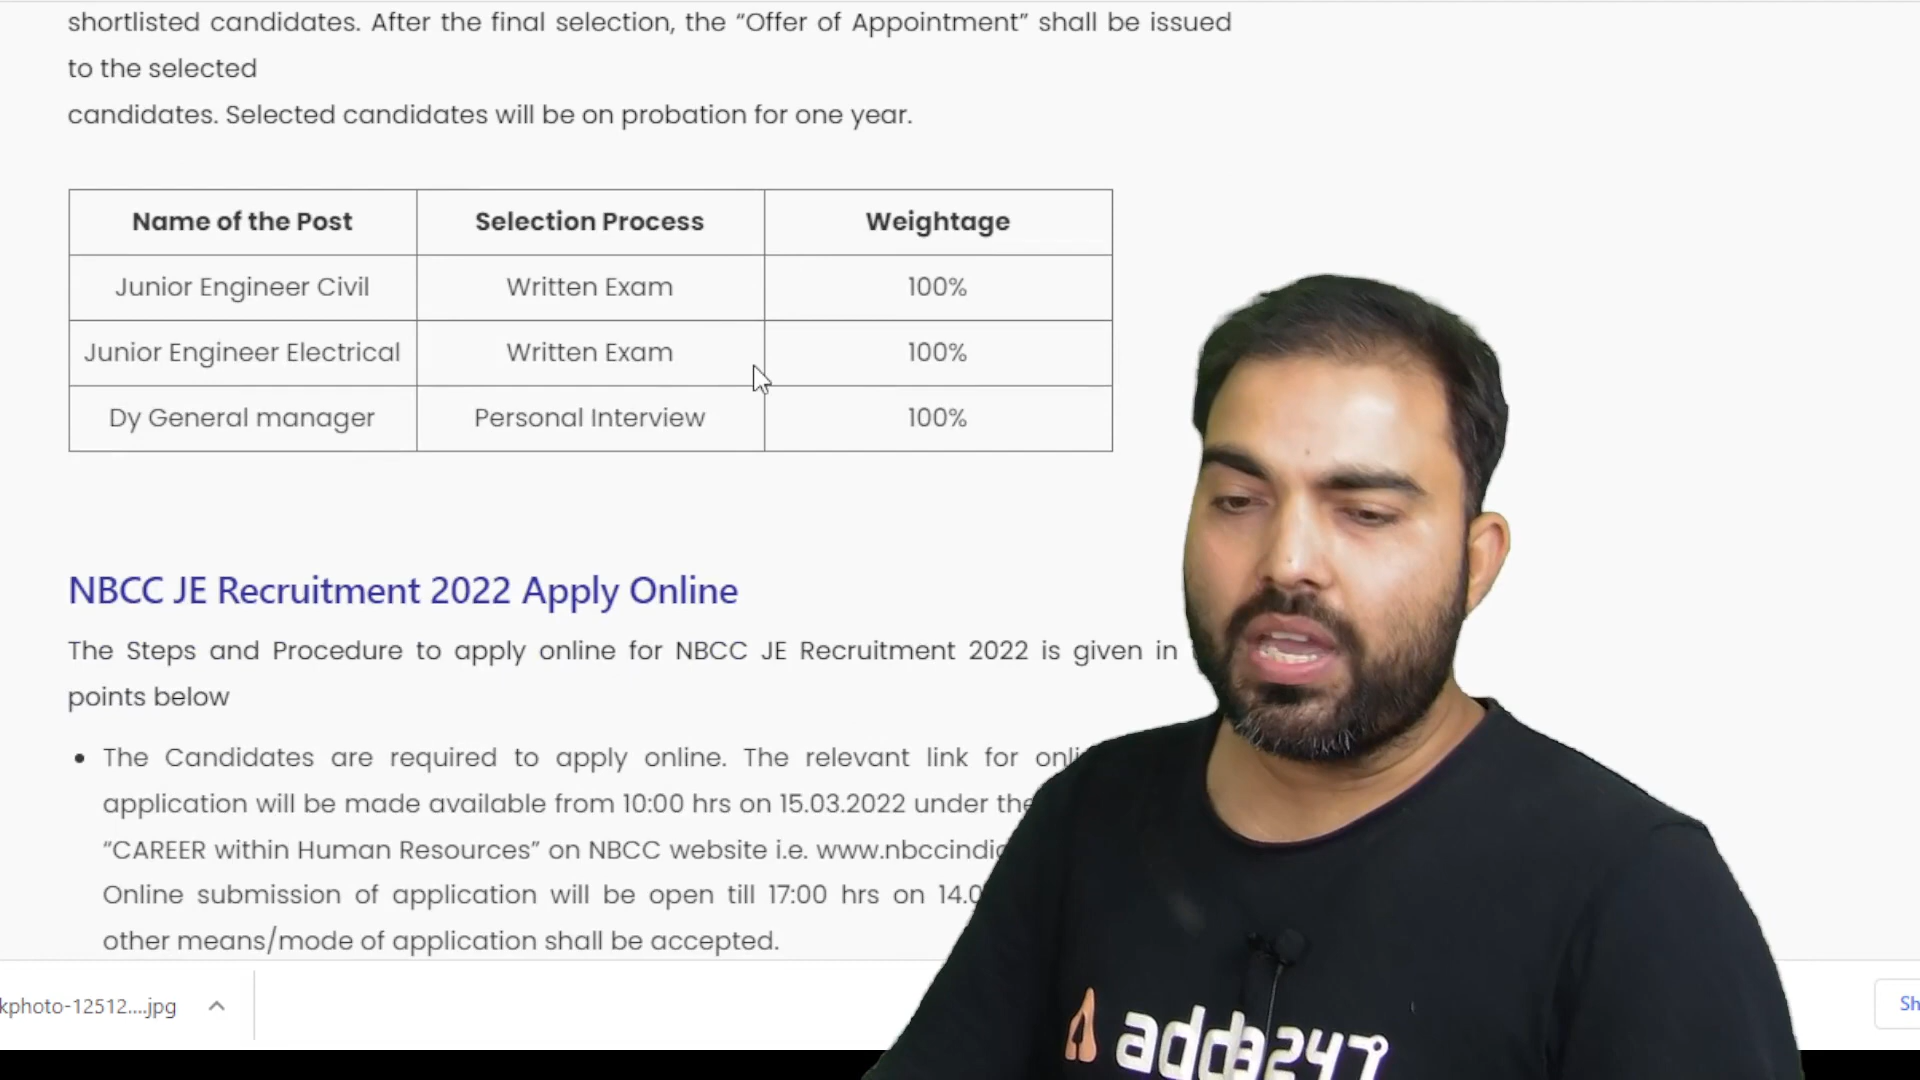 shortlisted candidates. After the final selection, the “Offer of Appointment” shall be issued
to the selected
candidates. Selected candidates will be on probation for one year.
Name of the Post Selection Process Weightage
Junior Engineer Civil Written Exam 100%
Junior Engineer Electrical Written Exam 100%
Dy General manager Personal Interview 100%
NBCC JE Recruitment 2022 Apply Online
The Steps and Procedure to apply online for NBCC JE Recruitment 2022 is given in
points below
• The Candidates are required to apply online. The relevant link for onli
application will be made available from 10:00 hrs on 15.03.2022 under the
“CAREER within Human Resources” on NBCC website i.e. www.nbccindi
Online submission of application will be open till 17:00 hrs on 14.0
other means/mode of application shall be accepted.
kphoto-12512....jpg
Sh
adda247